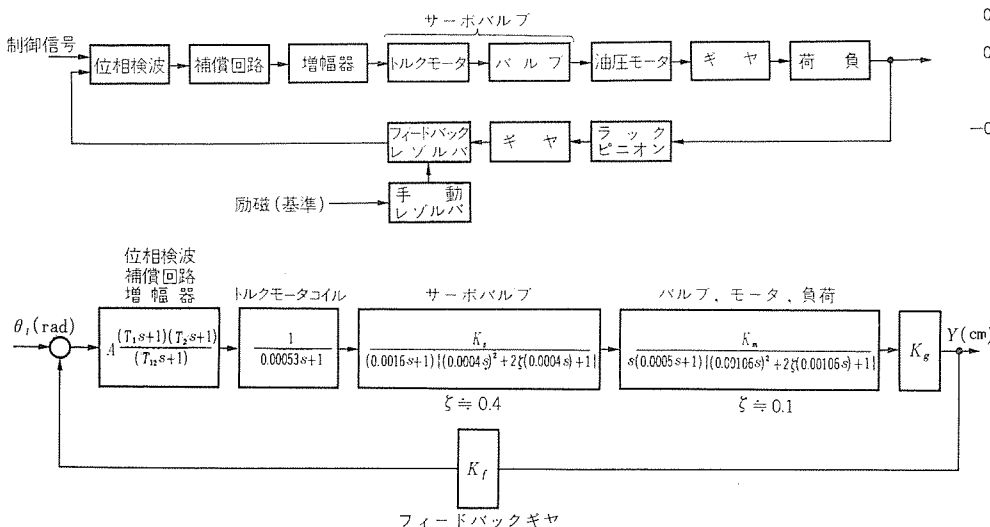 サーボバルブ
制御信号
位相検波
補償回路
増幅器
トルクモータ
バルブ
油圧モータ
ギヤ
荷負
フィードバック
レゾルバ
ギヤ
ラック
ピニオン
励磁(基準)
手動
レゾルバ
0
0
-0
位相検波
補償回路
増幅器
トルクモータコイル
サーボバルブ
バルブ、モータ、負荷
θ_i(rad)
A (T₁s+1)(T₂s+1) / (T₁₂s+1)
1 / 0.00053s+1
K_s / (0.0016s+1){(0.0004s)²+2ζ(0.0004s)+1}
K_m / s(0.0005s+1){(0.00106s)²+2ζ(0.00106s)+1}
K_g
Y(cm)
ζ≒0.4
ζ≒0.1
K_f
フィードバックギヤ